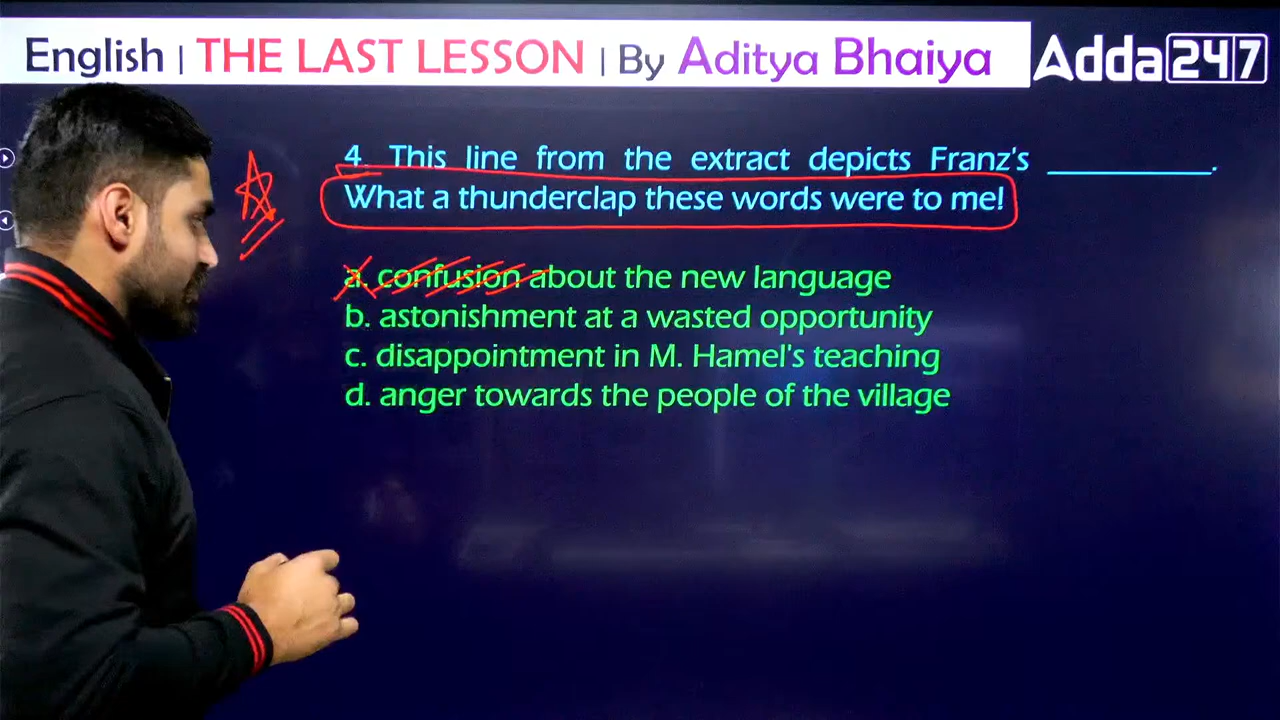 English | THE LAST LESSON | By Aditya Bhaiya
Adda247
4. This line from the extract depicts Franz's __________.
What a thunderclap these words were to me!
a. confusion about the new language
b. astonishment at a wasted opportunity
c. disappointment in M. Hamel's teaching
d. anger towards the people of the village